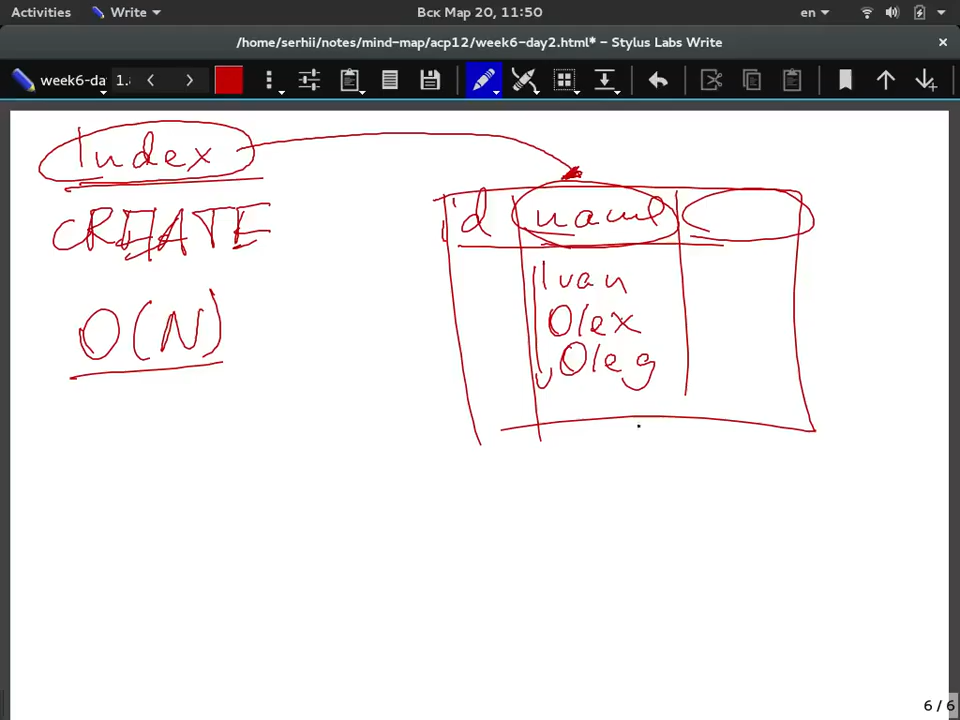 Activities Write Вск Мар 20, 11:50 en
/home/serhii/notes/mind-map/acp12/week6-day2.html* – Stylus Labs Write
week6-da 1.
Index
CREATE
O(N)
id name
Ivan
Olex
Oleg
6 / 6